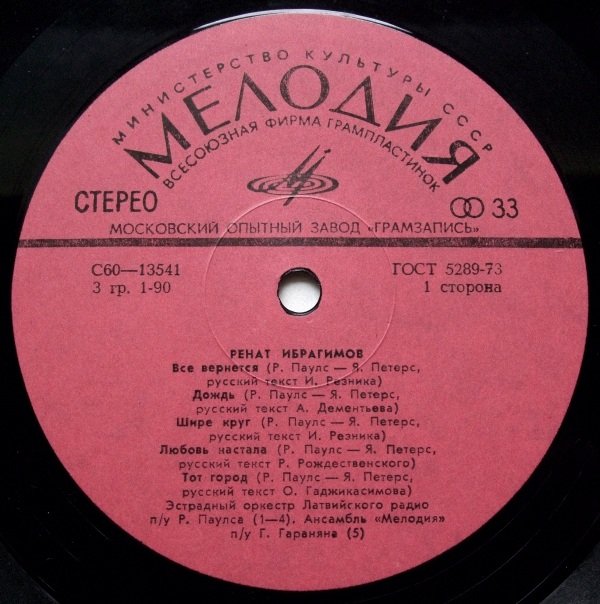 МИНИСТЕРСТВО КУЛЬТУРЫ СССР
МЕЛОДИЯ
ВСЕСОЮЗНАЯ ФИРМА ГРАМПЛАСТИНОК
СТЕРЕО
33
МОСКОВСКИЙ ОПЫТНЫЙ ЗАВОД «ГРАМЗАПИСЬ»
С60—13541
ГОСТ 5289-73
3 гр. 1-90
1 сторона
РЕНАТ ИБРАГИМОВ
Все вернется (Р. Паулс — Я. Петерс,
русский текст И. Резника)
Дождь (Р. Паулс — Я. Петерс,
русский текст А. Дементьева)
Шире круг (Р. Паулс — Я. Петерс,
русский текст И. Резника)
Любовь настала (Р. Паулс — Я. Петерс,
русский текст Р. Рождественского)
Тот город (Р. Паулс — Я. Петерс,
русский текст О. Гаджикасимова)
Эстрадный оркестр Латвийского радио
п/у Р. Паулса (1—4), Ансамбль «Мелодия»
п/у Г. Гараняна (5)